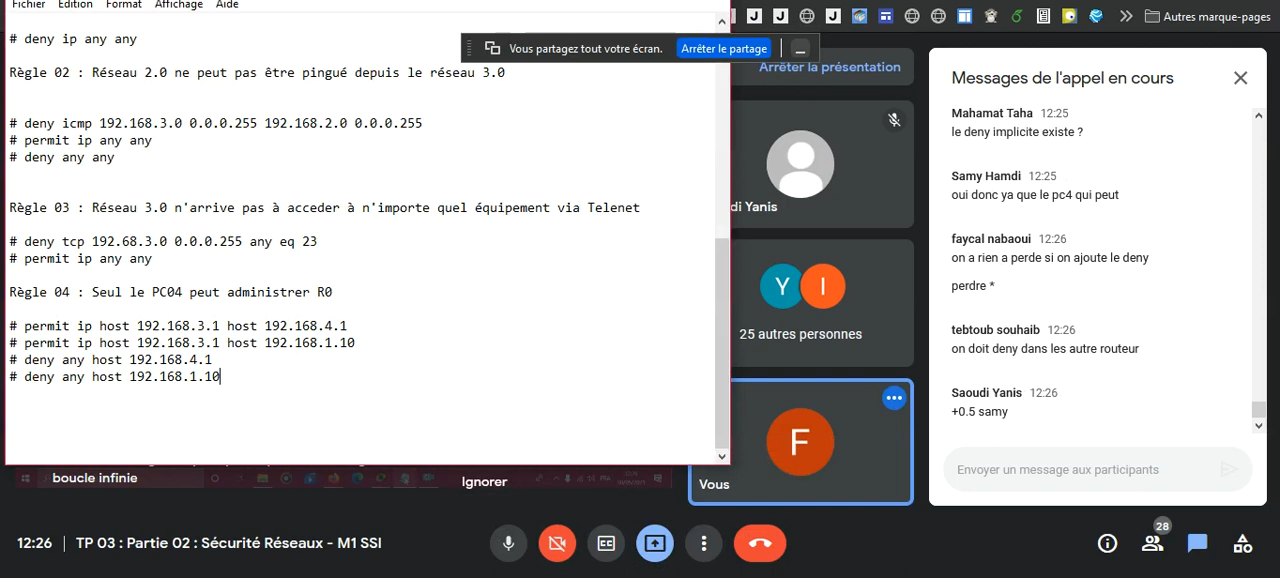 Fichier Edition Format Affichage Aide
# deny ip any any
Règle 02 : Réseau 2.0 ne peut pas être pingué depuis le réseau 3.0
# deny icmp 192.168.3.0 0.0.0.255 192.168.2.0 0.0.0.255
# permit ip any any
# deny any any
Règle 03 : Réseau 3.0 n'arrive pas à acceder à n'importe quel équipement via Telenet
# deny tcp 192.68.3.0 0.0.0.255 any eq 23
# permit ip any any
Règle 04 : Seul le PC04 peut administrer R0
# permit ip host 192.168.3.1 host 192.168.4.1
# permit ip host 192.168.3.1 host 192.168.1.10
# deny any host 192.168.4.1
# deny any host 192.168.1.10
Vous partagez tout votre écran.
Arrêter le partage
Autres marque-pages
Arrêter la présentation
di Yanis
Y
I
25 autres personnes
F
Vous
boucle infinie
Ignorer
Messages de l'appel en cours
Mahamat Taha 12:25
le deny implicite existe ?
Samy Hamdi 12:25
oui donc ya que le pc4 qui peut
faycal nabaoui 12:26
on a rien a perde si on ajoute le deny
perdre *
tebtoub souhaib 12:26
on doit deny dans les autre routeur
Saoudi Yanis 12:26
+0.5 samy
Envoyer un message aux participants
12:26 | TP 03 : Partie 02 : Sécurité Réseaux - M1 SSI
28